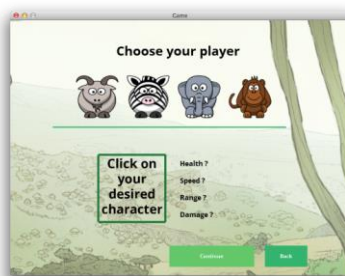 Game
Choose your player
Click on
your
desired
character
Health ?
Speed ?
Range ?
Damage ?
Continue
Back